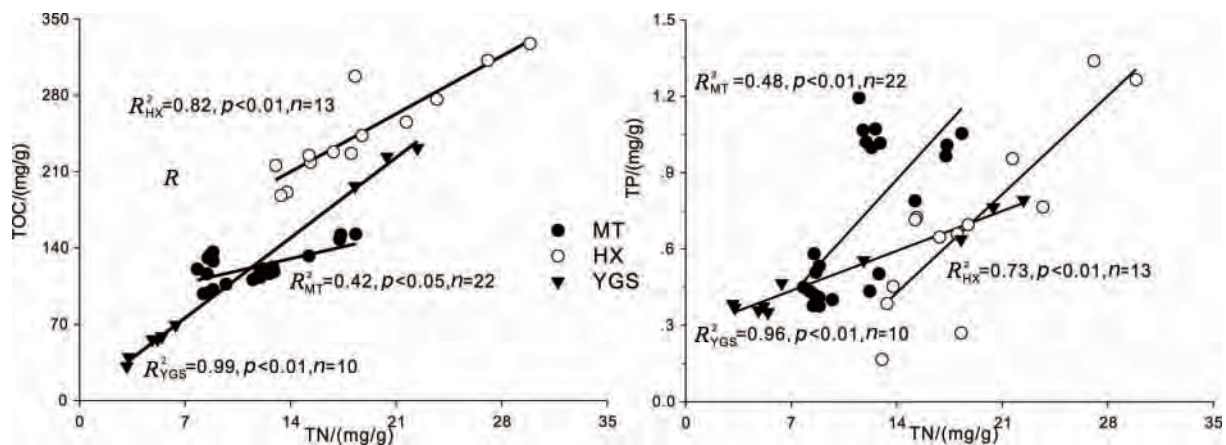 350
280
210
140
70
0
TOC/(mg/g)
R²HX=0.82, p<0.01, n=13
R
R²MT=0.42, p<0.05, n=22
R²YGS=0.99, p<0.01, n=10
0 7 14 21 28 35
TN/(mg/g)
MT
HX
YGS
1.5
1.2
.9
.6
.3
0.0
TP/(mg/g)
R²MT=0.48, p<0.01, n=22
R²HX=0.73, p<0.01, n=13
R²YGS=0.96, p<0.01, n=10
0 7 14 21 28 35
TN/(mg/g)